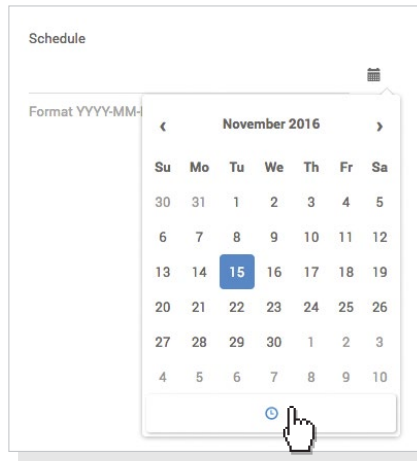 Schedule
Format YYYY-MM-
‹ November 2016 ›
Su Mo Tu We Th Fr Sa
30 31 1 2 3 4 5
6 7 8 9 10 11 12
13 14 15 16 17 18 19
20 21 22 23 24 25 26
27 28 29 30 1 2 3
4 5 6 7 8 9 10